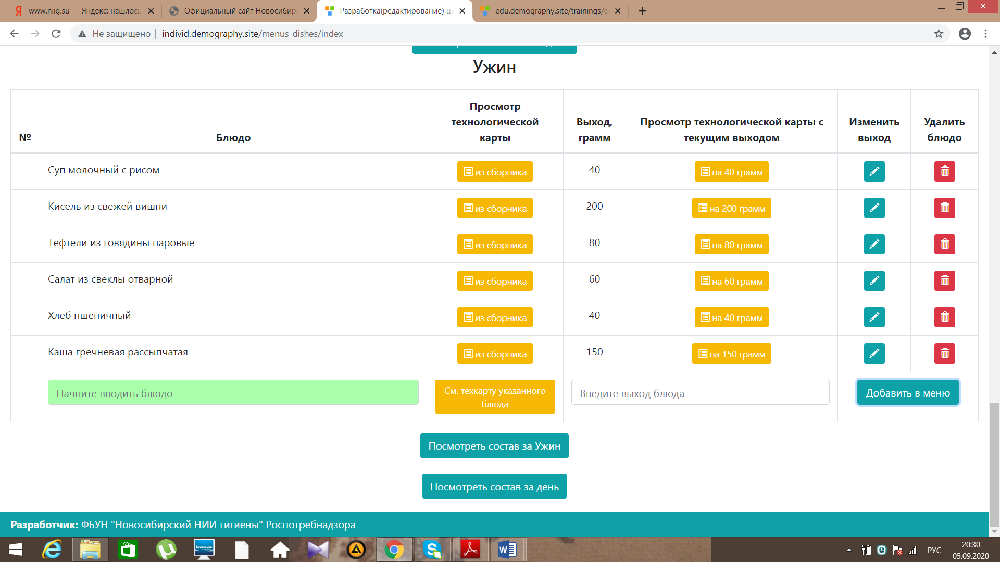 www.niig.su — Яндекс: нашлось
Официальный сайт Новосибирс
Разработка(редактирование) ци
edu.demography.site/trainings/e
Не защищено
individ.demography.site/menus-dishes/index
Ужин
№
Блюдо
Просмотр
технологической
карты
Выход,
грамм
Просмотр технологической карты с
текущим выходом
Изменить
выход
Удалить
блюдо
Суп молочный с рисом из сборника 40 на 40 грамм
Кисель из свежей вишни из сборника 200 на 200 грамм
Тефтели из говядины паровые из сборника 80 на 80 грамм
Салат из свеклы отварной из сборника 60 на 60 грамм
Хлеб пшеничный из сборника 40 на 40 грамм
Каша гречневая рассыпчатая из сборника 150 на 150 грамм
Начните вводить блюдо
См. техкарту указанного
блюда
Введите выход блюда
Добавить в меню
Посмотреть состав за Ужин
Посмотреть состав за день
Разработчик: ФБУН "Новосибирский НИИ гигиены" Роспотребнадзора
РУС
20:30
05.09.2020